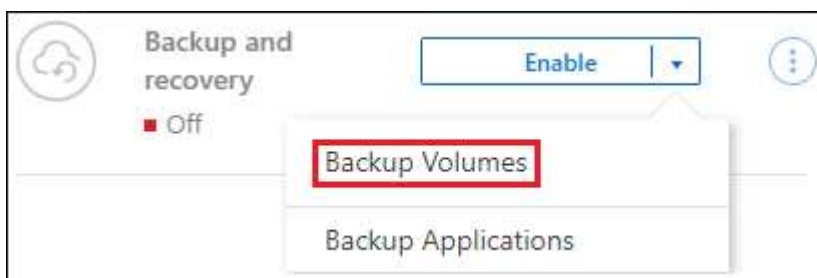 Backup and
recovery
Enable
Off
Backup Volumes
Backup Applications